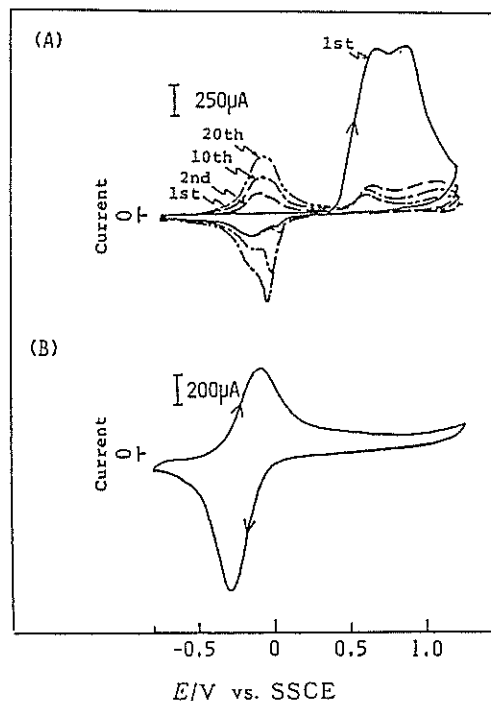 (A)
1st
250μA
20th
10th
2nd
1st
Current
0
(B)
200μA
Current
0
-0.5 0 0.5 1.0
E/V vs. SSCE